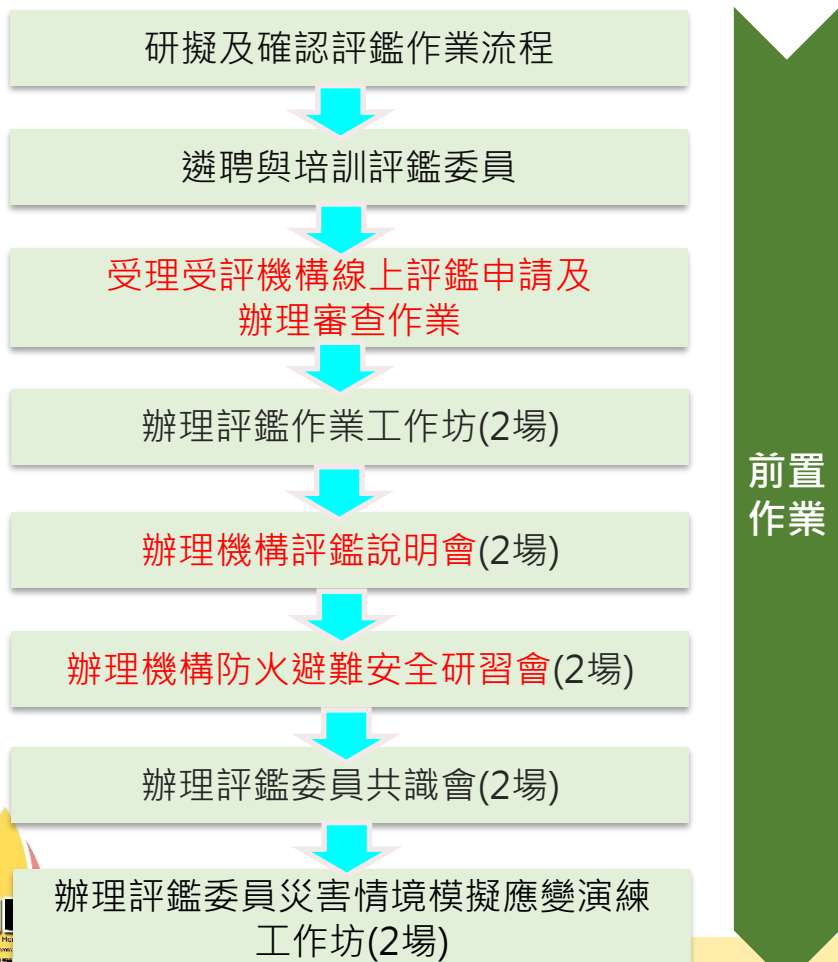 研擬及確認評鑑作業流程
遴聘與培訓評鑑委員
受理受評機構線上評鑑申請及
辦理審查作業
辦理評鑑作業工作坊(2場)
辦理機構評鑑說明會(2場)
辦理機構防火避難安全研習會(2場)
辦理評鑑委員共識會(2場)
辦理評鑑委員災害情境模擬應變演練
工作坊(2場)
前置
作業